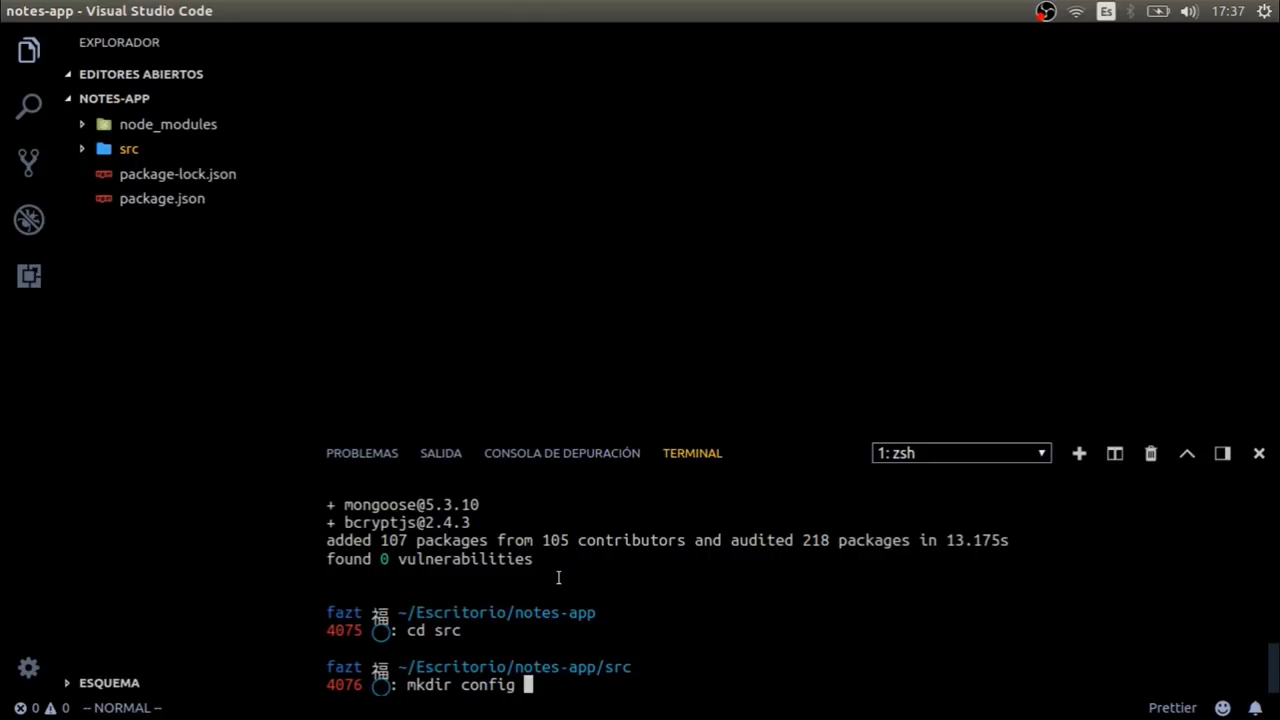 notes-app - Visual Studio Code
Es
17:37
EXPLORADOR
EDITORES ABIERTOS
NOTES-APP
node_modules
src
package-lock.json
package.json
PROBLEMAS SALIDA CONSOLA DE DEPURACIÓN TERMINAL
1: zsh
+ mongoose@5.3.10
+ bcryptjs@2.4.3
added 107 packages from 105 contributors and audited 218 packages in 13.175s
found 0 vulnerabilities
fazt 福 ~/Escritorio/notes-app
4075 ◯: cd src
fazt 福 ~/Escritorio/notes-app/src
4076 ◯: mkdir config
ESQUEMA
0 0 -- NORMAL --
Prettier